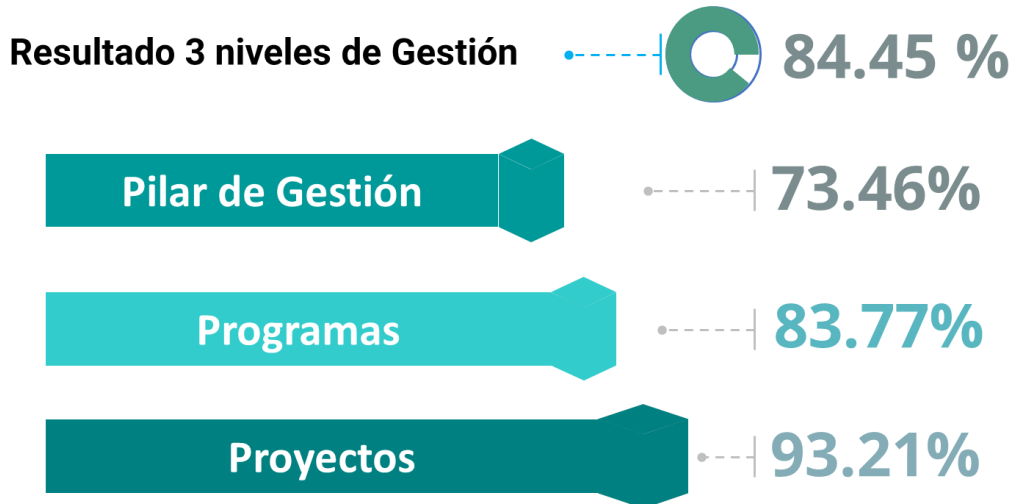 Resultado 3 niveles de Gestión 84.45 %
Pilar de Gestión 73.46%
Programas 83.77%
Proyectos 93.21%